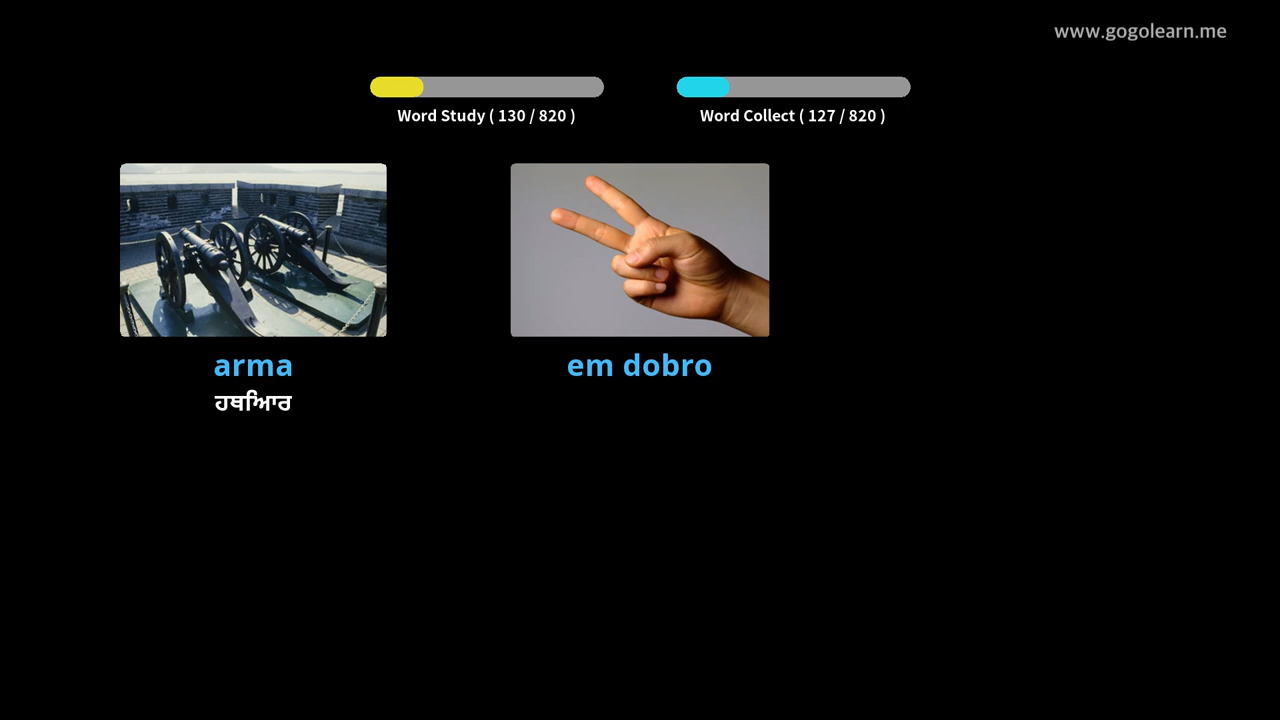 www.gogolearn.me
Word Study ( 130 / 820 )
Word Collect ( 127 / 820 )
arma
em dobro
ਹਥਿਆਰ